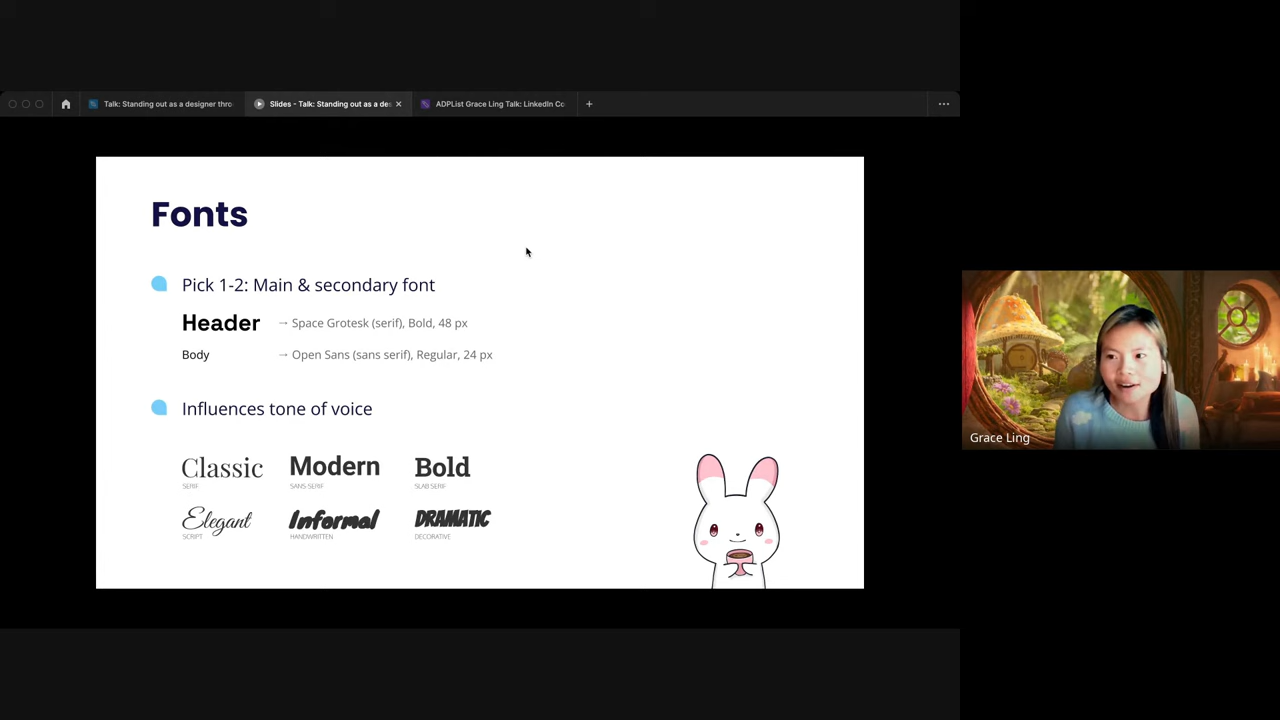 Talk: Standing out as a designer thro
Slides - Talk: Standing out as a des
ADPList Grace Ling Talk: LinkedIn Co
Fonts
Pick 1-2: Main & secondary font
Header → Space Grotesk (serif), Bold, 48 px
Body → Open Sans (sans serif), Regular, 24 px
Influences tone of voice
Classic Modern Bold
SERIF SANS SERIF SLAB SERIF
Elegant Informal DRAMATIC
SCRIPT HANDWRITTEN DECORATIVE
Grace Ling